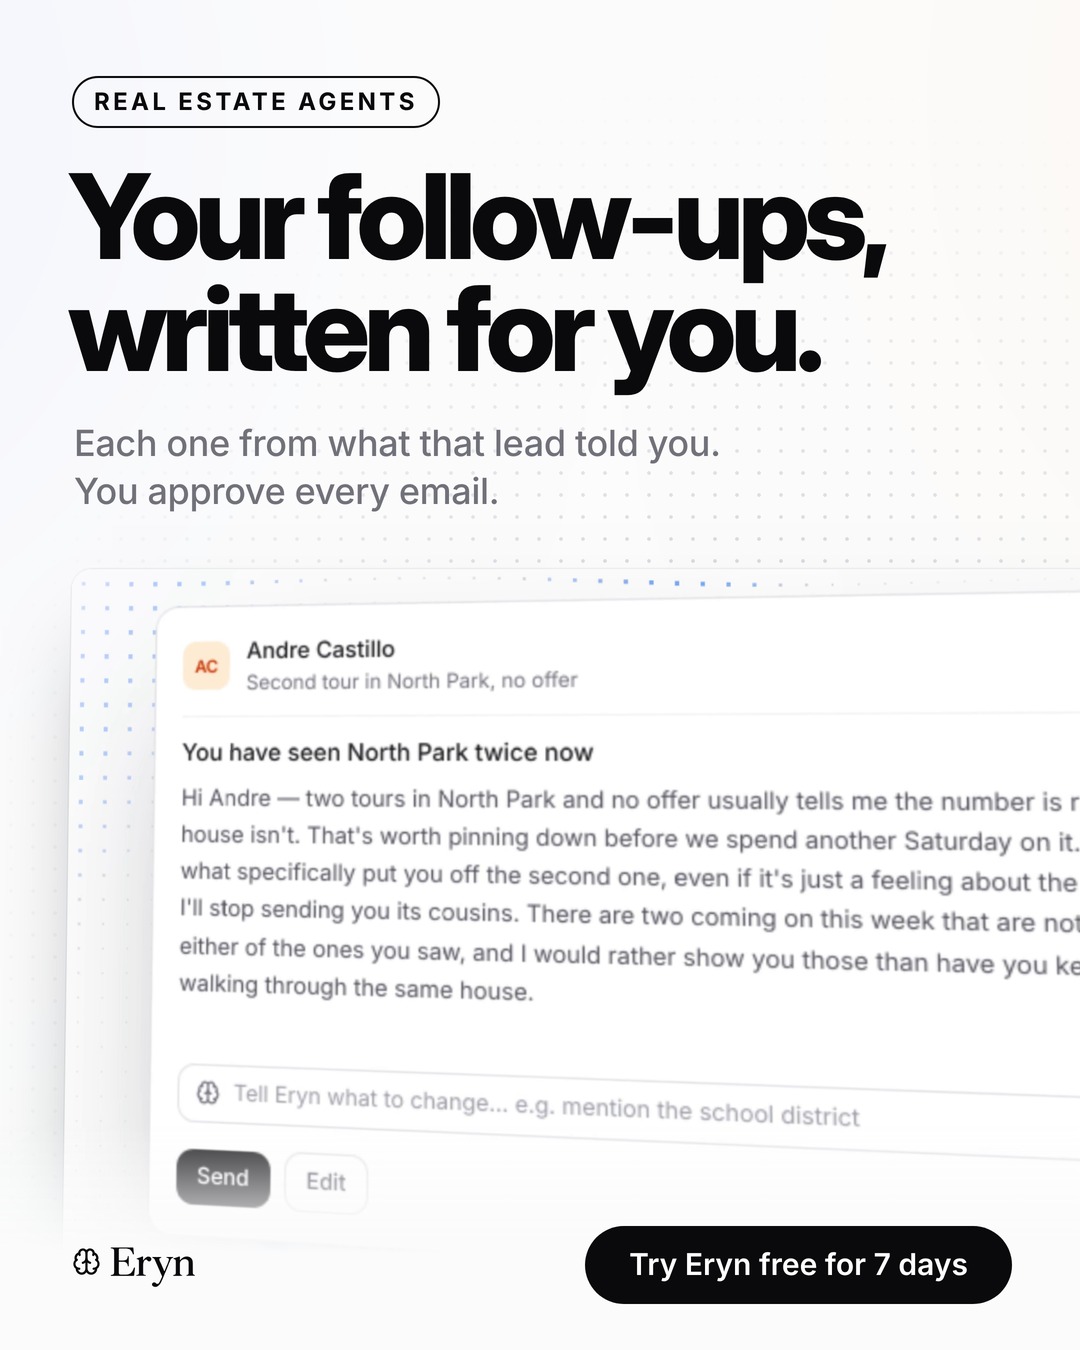 REAL ESTATE AGENTS
Your follow-ups,
written for you.
Each one from what that lead told you.
You approve every email.
AC
Andre Castillo
Second tour in North Park, no offer
You have seen North Park twice now
Hi Andre — two tours in North Park and no offer usually tells me the number is
house isn't. That's worth pinning down before we spend another Saturday on it.
what specifically put you off the second one, even if it's just a feeling about the
I'll stop sending you its cousins. There are two coming on this week that are not
either of the ones you saw, and I would rather show you those than have you
walking through the same house.
Tell Eryn what to change... e.g. mention the school district
Send
Edit
Eryn
Try Eryn free for 7 days